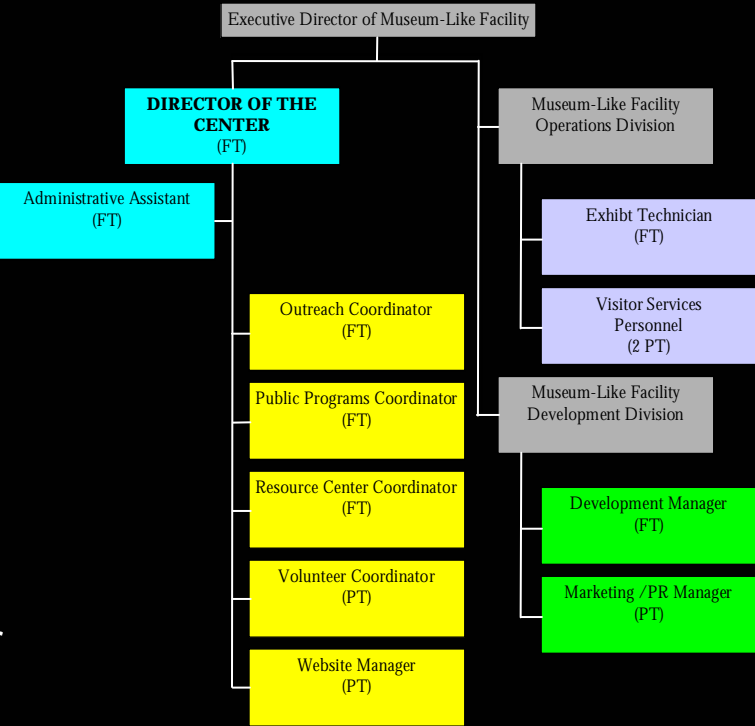 Executive Director of Museum-Like Facility
DIRECTOR OF THE
CENTER
(FT)
Administrative Assistant
(FT)
Outreach Coordinator
(FT)
Public Programs Coordinator
(FT)
Resource Center Coordinator
(FT)
Volunteer Coordinator
(PT)
Website Manager
(PT)
Museum-Like Facility
Operations Division
Exhibt Technician
(FT)
Visitor Services
Personnel
(2 PT)
Museum-Like Facility
Development Division
Development Manager
(FT)
Marketing /PR Manager
(PT)